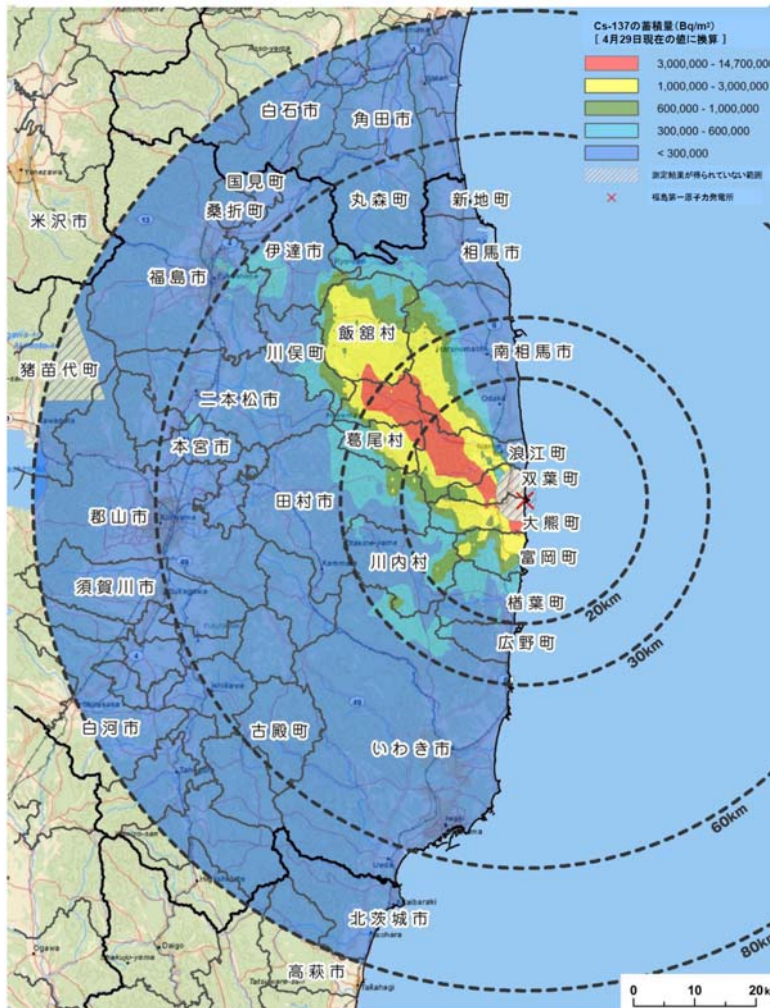 Cs-137の蓄積量(Bq/m²)
[ 4月29日現在の値に換算 ]
3,000,000 - 14,700,000
1,000,000 - 3,000,000
600,000 - 1,000,000
300,000 - 600,000
< 300,000
測定結果が得られていない範囲
福島第一原子力発電所
白石市
角田市
国見町
丸森町
新地町
桑折町
米沢市
伊達市
相馬市
福島市
飯舘村
川俣町
南相馬市
猪苗代町
二本松市
本宮市
葛尾村
浪江町
双葉町
田村市
郡山市
大熊町
川内村
富岡町
須賀川市
楢葉町
20km
広野町
30km
白河市
古殿町
いわき市
60km
北茨城市
80km
高萩市
Ogawa
Daigo
0 10 20